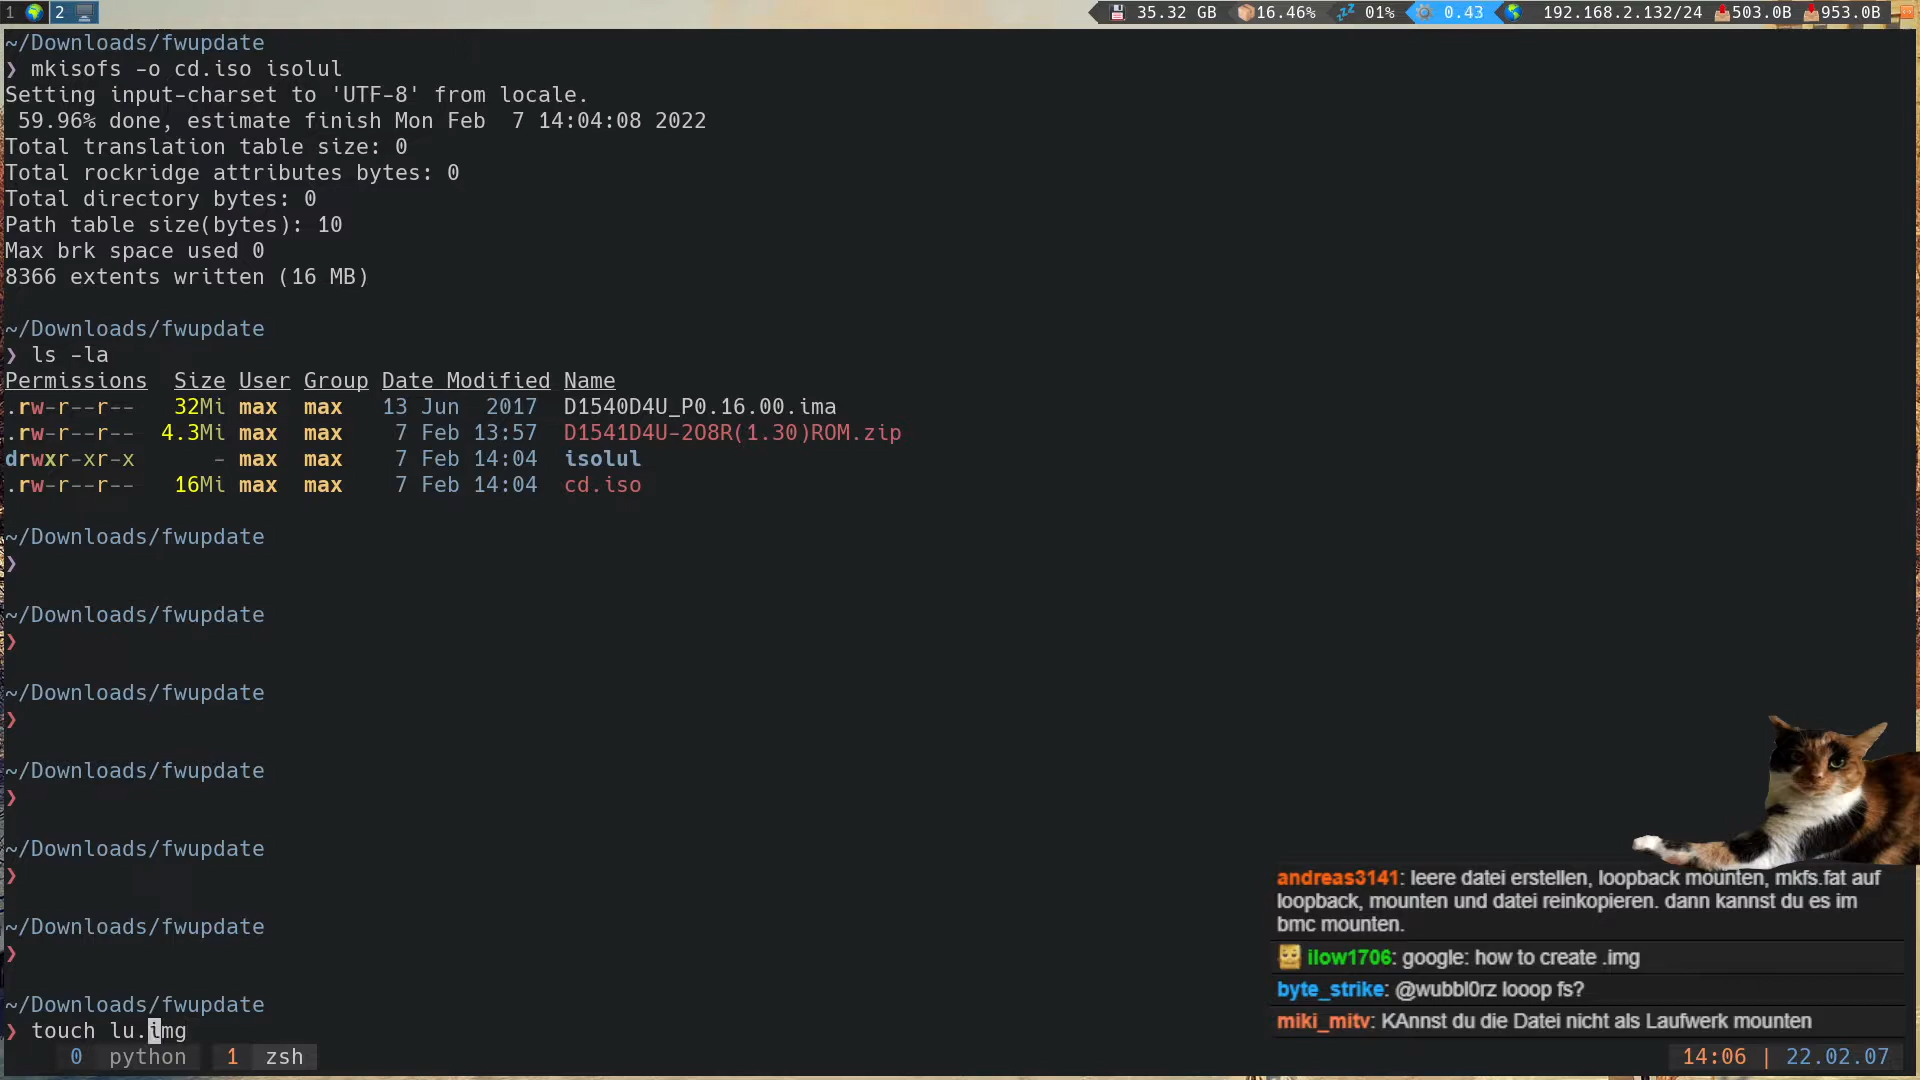 1 2 35.32 GB 16.46% 01% 0.43 192.168.2.132/24 503.0B 953.0B
~/Downloads/fwupdate
❯ mkisofs -o cd.iso isolul
Setting input-charset to 'UTF-8' from locale.
59.96% done, estimate finish Mon Feb  7 14:04:08 2022
Total translation table size: 0
Total rockridge attributes bytes: 0
Total directory bytes: 0
Path table size(bytes): 10
Max brk space used 0
8366 extents written (16 MB)
~/Downloads/fwupdate
❯ ls -la
Permissions Size User Group Date Modified Name
.rw-r--r-- 32Mi max max 13 Jun 2017 D1540D4U_P0.16.00.ima
.rw-r--r-- 4.3Mi max max 7 Feb 13:57 D1541D4U-2O8R(1.30)ROM.zip
drwxr-xr-x - max max 7 Feb 14:04 isolul
.rw-r--r-- 16Mi max max 7 Feb 14:04 cd.iso
~/Downloads/fwupdate
❯
~/Downloads/fwupdate
❯
~/Downloads/fwupdate
❯
~/Downloads/fwupdate
❯
~/Downloads/fwupdate
❯
~/Downloads/fwupdate
❯
~/Downloads/fwupdate
❯ touch lu.img
andreas3141: leere datei erstellen, loopback mounten, mkfs.fat auf
loopback, mounten und datei reinkopieren. dann kannst du es im
bmc mounten.
ilow1706: google: how to create .img
byte_strike: @wubbl0rz looop fs?
miki_mitv: KAnnst du die Datei nicht als Laufwerk mounten
0 python 1 zsh 14:06 | 22.02.07